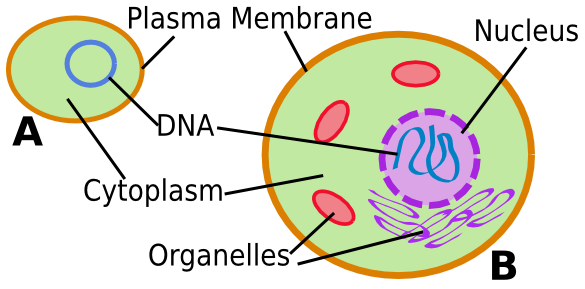 Plasma Membrane
Nucleus
A
DNA
Cytoplasm
Organelles
B